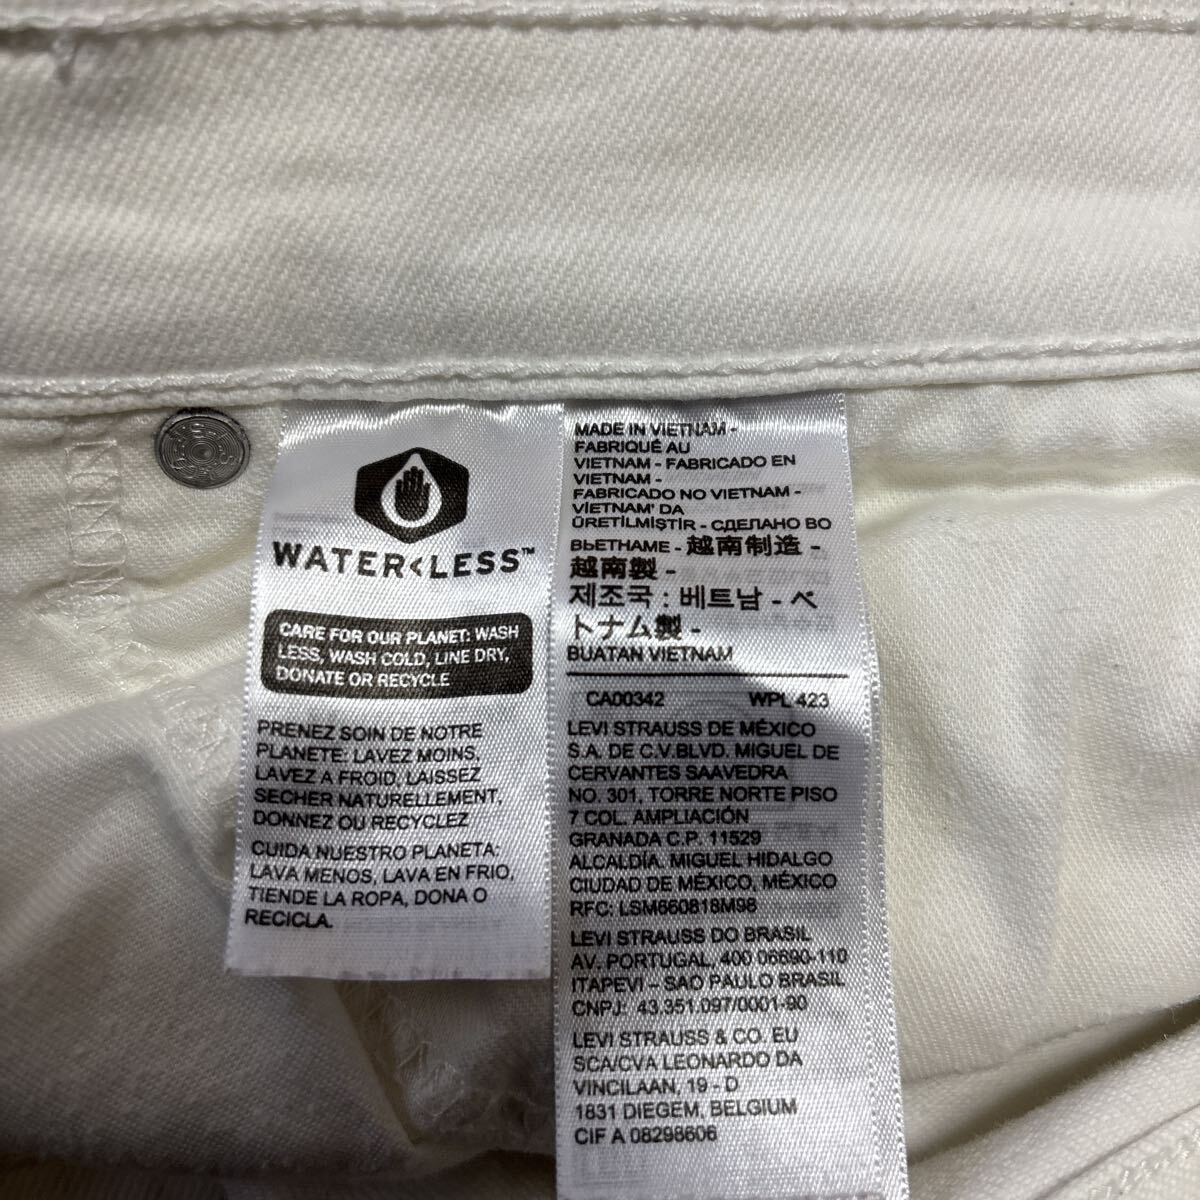 WATER<LESS™
CARE FOR OUR PLANET: WASH
LESS, WASH COLD, LINE DRY,
DONATE OR RECYCLE
PRENEZ SOIN DE NOTRE
PLANETE: LAVEZ MOINS,
LAVEZ A FROID, LAISSEZ
SECHER NATURELLEMENT,
DONNEZ OU RECYCLEZ
CUIDA NUESTRO PLANETA:
LAVA MENOS, LAVA EN FRIO,
TIENDE LA ROPA, DONA O
RECICLA.
MADE IN VIETNAM -
FABRIQUÉ AU
VIETNAM - FABRICADO EN
VIETNAM -
FABRICADO NO VIETNAM -
VIETNAM' DA
ÜRETİLMİŞTİR - СДЕЛАНО ВО
ВЬЕТНАМЕ - 越南制造 -
越南製 -
제조국 : 베트남 - ベ
トナム製 -
BUATAN VIETNAM
CA00342 WPL 423
LEVI STRAUSS DE MÉXICO
S.A. DE C.V.BLVD. MIGUEL DE
CERVANTES SAAVEDRA
NO. 301, TORRE NORTE PISO
7 COL. AMPLIACIÓN
GRANADA C.P. 11529
ALCALDÍA. MIGUEL HIDALGO
CIUDAD DE MÉXICO, MÉXICO
RFC: LSM660818M98
LEVI STRAUSS DO BRASIL
AV. PORTUGAL, 400 06690-110
ITAPEVI – SAO PAULO BRASIL
CNPJ: 43.351.097/0001-90
LEVI STRAUSS & CO. EU
SCA/CVA LEONARDO DA
VINCILAAN, 19 - D
1831 DIEGEM, BELGIUM
CIF A 08298606